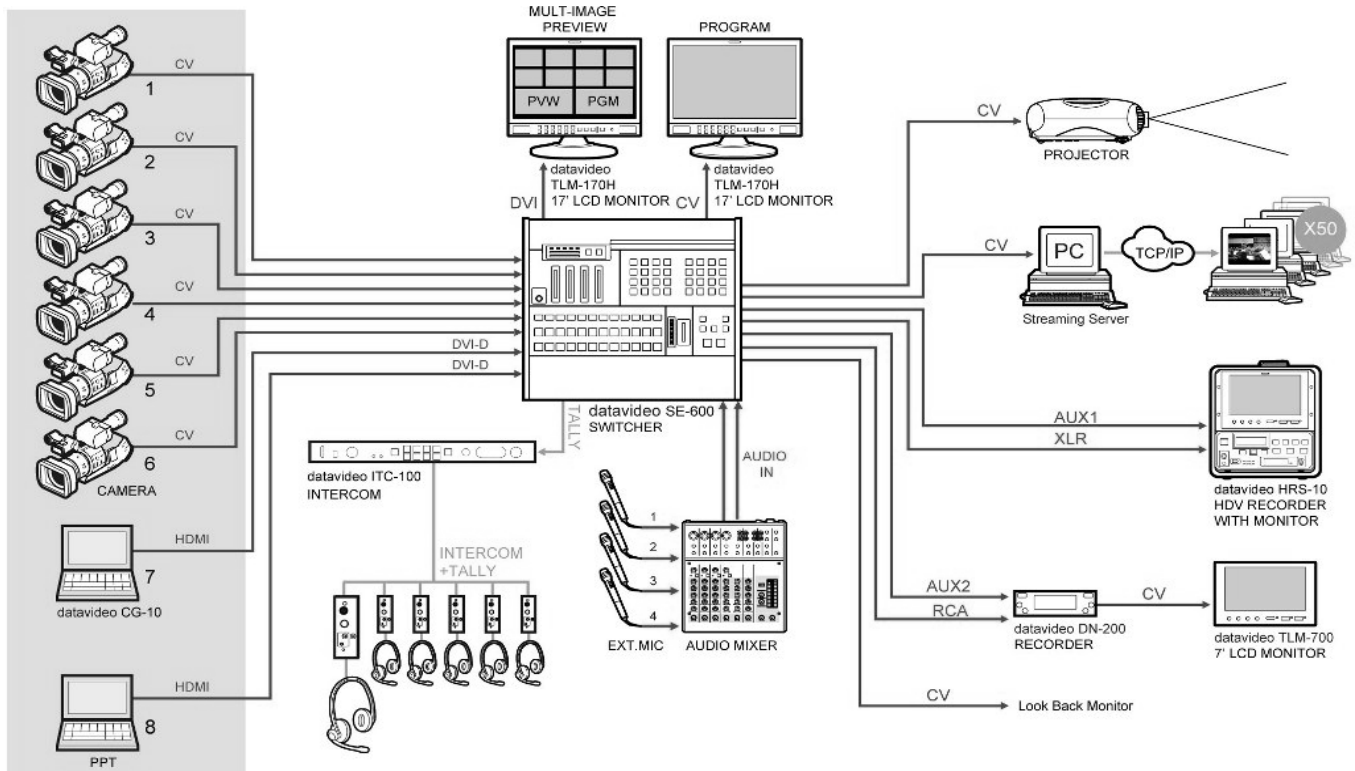 MULT-IMAGE
PREVIEW
PROGRAM
PVW
PGM
datavideo
TLM-170H
17' LCD MONITOR
datavideo
TLM-170H
17' LCD MONITOR
DVI
CV
CV
1
CV
2
CV
3
CV
4
CV
5
CV
6
CAMERA
HDMI
7
datavideo CG-10
HDMI
8
PPT
DVI-D
DVI-D
datavideo SE-600
SWITCHER
TALLY
datavideo ITC-100
INTERCOM
INTERCOM
+TALLY
AUDIO
IN
1
2
3
4
EXT.MIC
AUDIO MIXER
CV
PROJECTOR
CV
PC
TCP/IP
X50
Streaming Server
AUX1
XLR
datavideo HRS-10
HDV RECORDER
WITH MONITOR
AUX2
RCA
datavideo DN-200
RECORDER
CV
datavideo TLM-700
7' LCD MONITOR
CV
Look Back Monitor